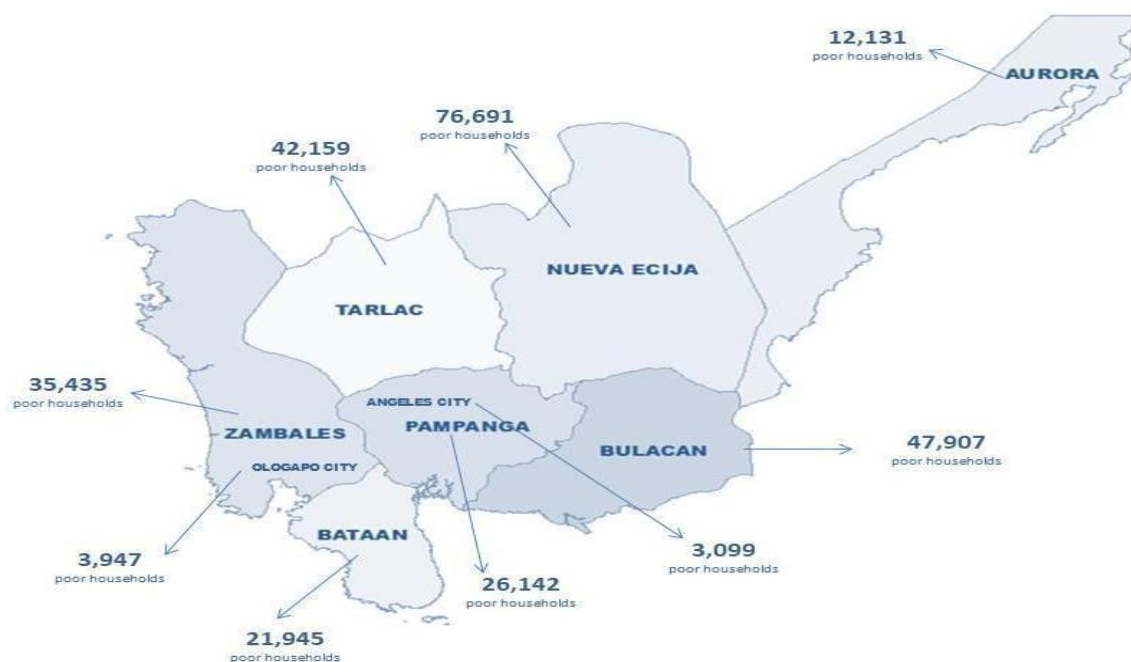 12,131
poor households
AURORA
76,691
poor households
42,159
poor households
NUEVA ECIJA
TARLAC
35,435
poor households
ANGELES CITY
ZAMBALES
PAMPANGA
BULACAN
47,907
poor households
OLOGAPO CITY
BATAAN
3,947
poor households
3,099
poor households
26,142
poor households
21,945
poor households